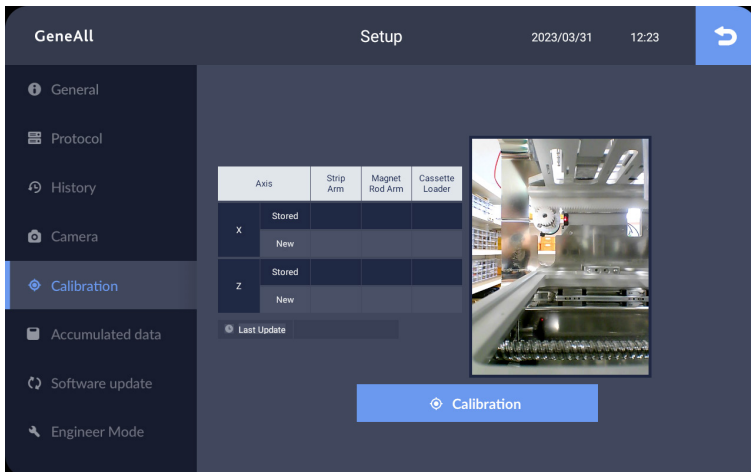 GeneAll Setup 2023/03/31 12:23
General
Protocol
History
Camera
Calibration
Accumulated data
Software update
Engineer Mode
Axis Strip Arm Magnet Rod Arm Cassette Loader
X Stored
New
Z Stored
New
Last Update
Calibration